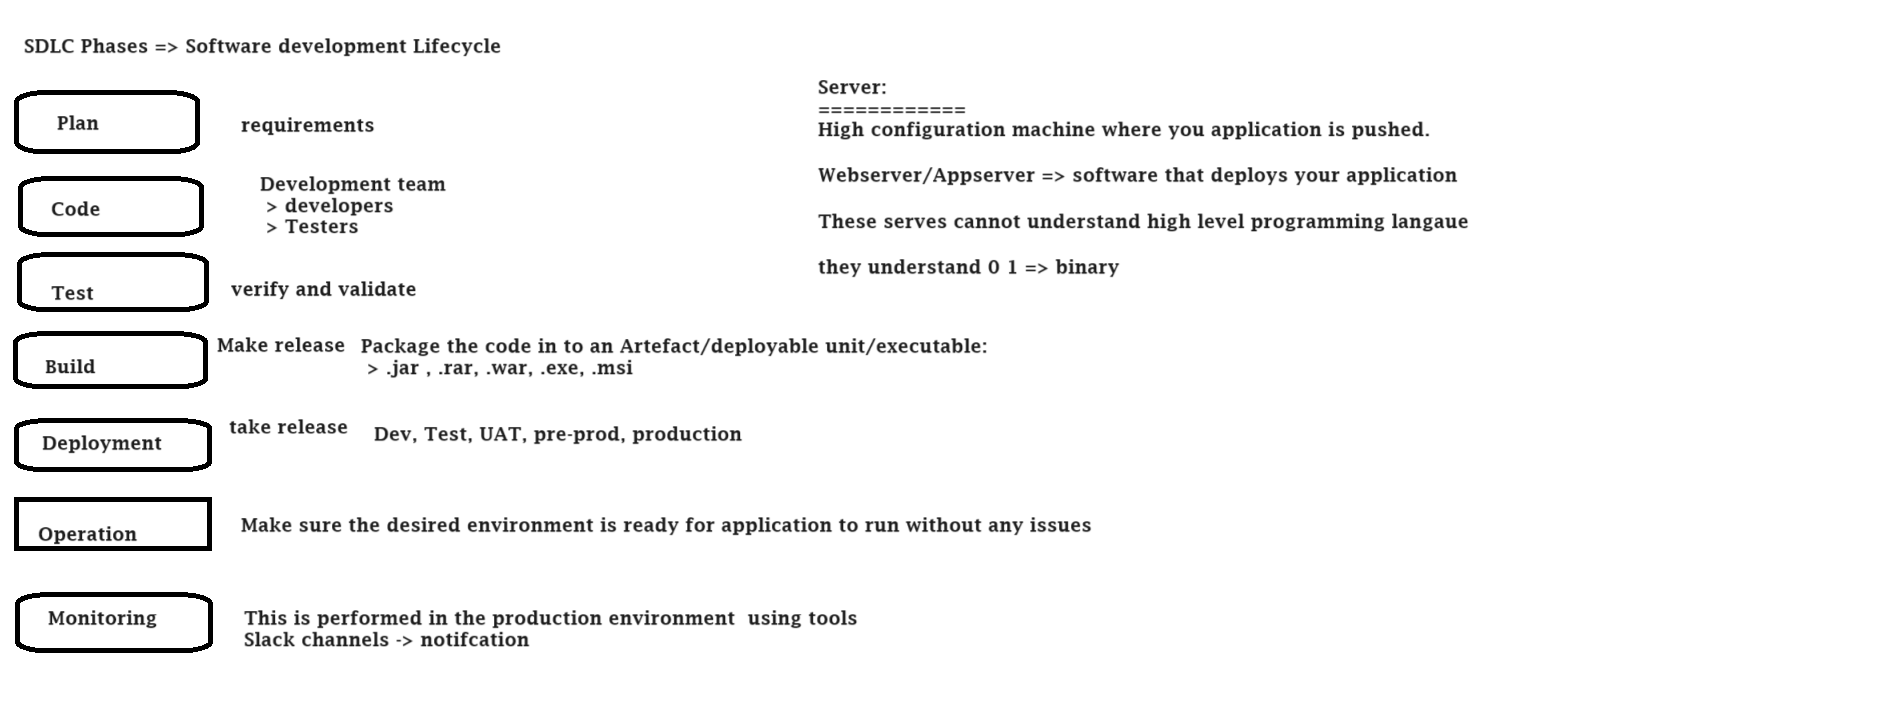 SDLC Phases => Software development Lifecycle
Plan
requirements
Code
Development team
> developers
> Testers
Test
verify and validate
Build
Make release
Package the code in to an Artefact/deployable unit/executable:
> .jar , .rar, .war, .exe, .msi
Deployment
take release
Dev, Test, UAT, pre-prod, production
Operation
Make sure the desired environment is ready for application to run without any issues
Monitoring
This is performed in the production environment  using tools
Slack channels -> notifcation
Server:
============
High configuration machine where you application is pushed.
Webserver/Appserver => software that deploys your application
These serves cannot understand high level programming langaue
they understand 0 1 => binary